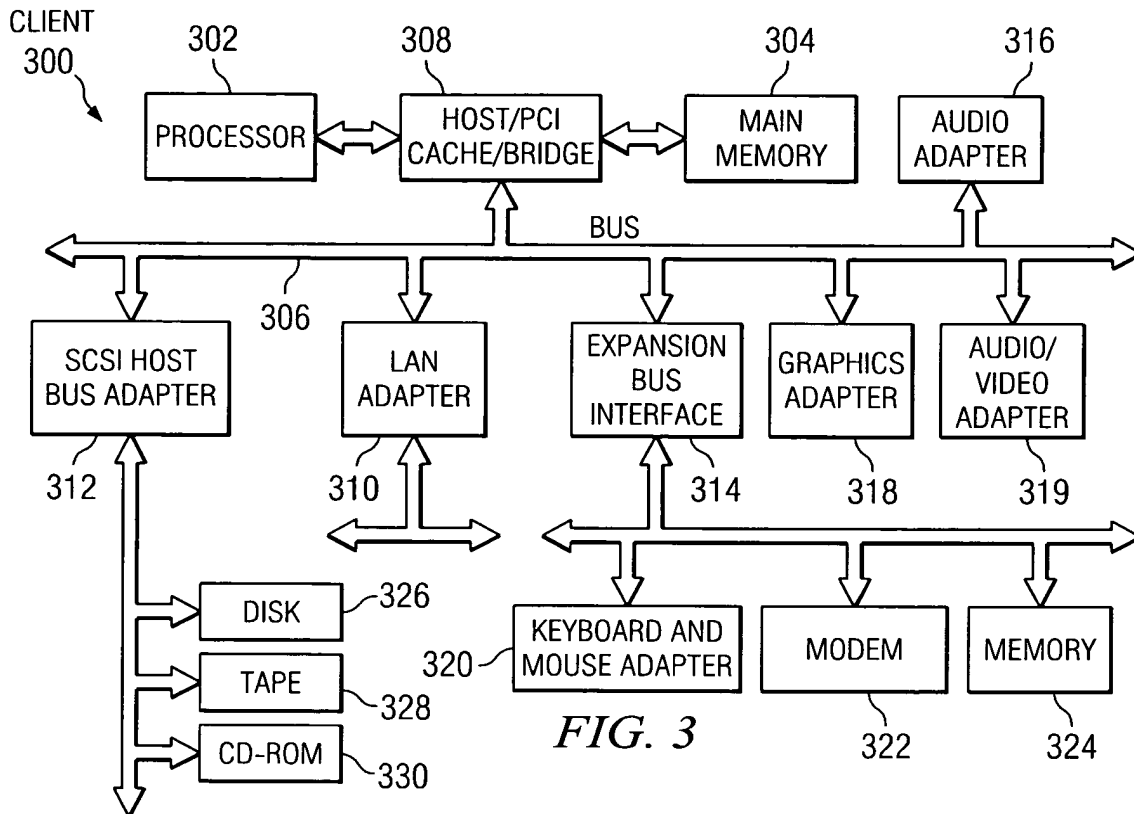 CLIENT
300
302
308
304
316
PROCESSOR
HOST/PCI
CACHE/BRIDGE
MAIN
MEMORY
AUDIO
ADAPTER
BUS
306
SCSI HOST
BUS ADAPTER
LAN
ADAPTER
EXPANSION
BUS
INTERFACE
GRAPHICS
ADAPTER
AUDIO/
VIDEO
ADAPTER
312
310
314
318
319
DISK
326
TAPE
328
CD-ROM
330
320
KEYBOARD AND
MOUSE ADAPTER
MODEM
MEMORY
322
324
FIG. 3